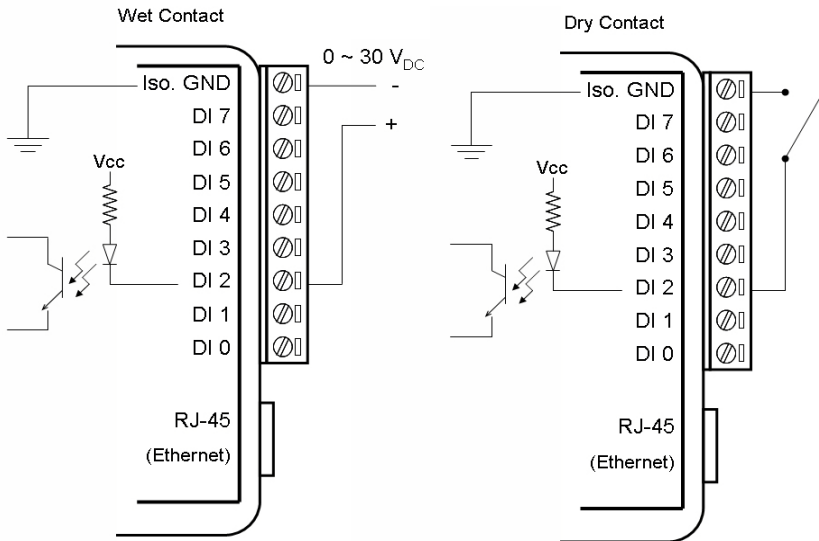 Wet Contact
0 ~ 30 VDC
Iso. GND
-
DI 7
+
DI 6
Vcc
DI 5
DI 4
DI 3
DI 2
DI 1
DI 0
RJ-45
(Ethernet)
Dry Contact
Iso. GND
DI 7
DI 6
Vcc
DI 5
DI 4
DI 3
DI 2
DI 1
DI 0
RJ-45
(Ethernet)